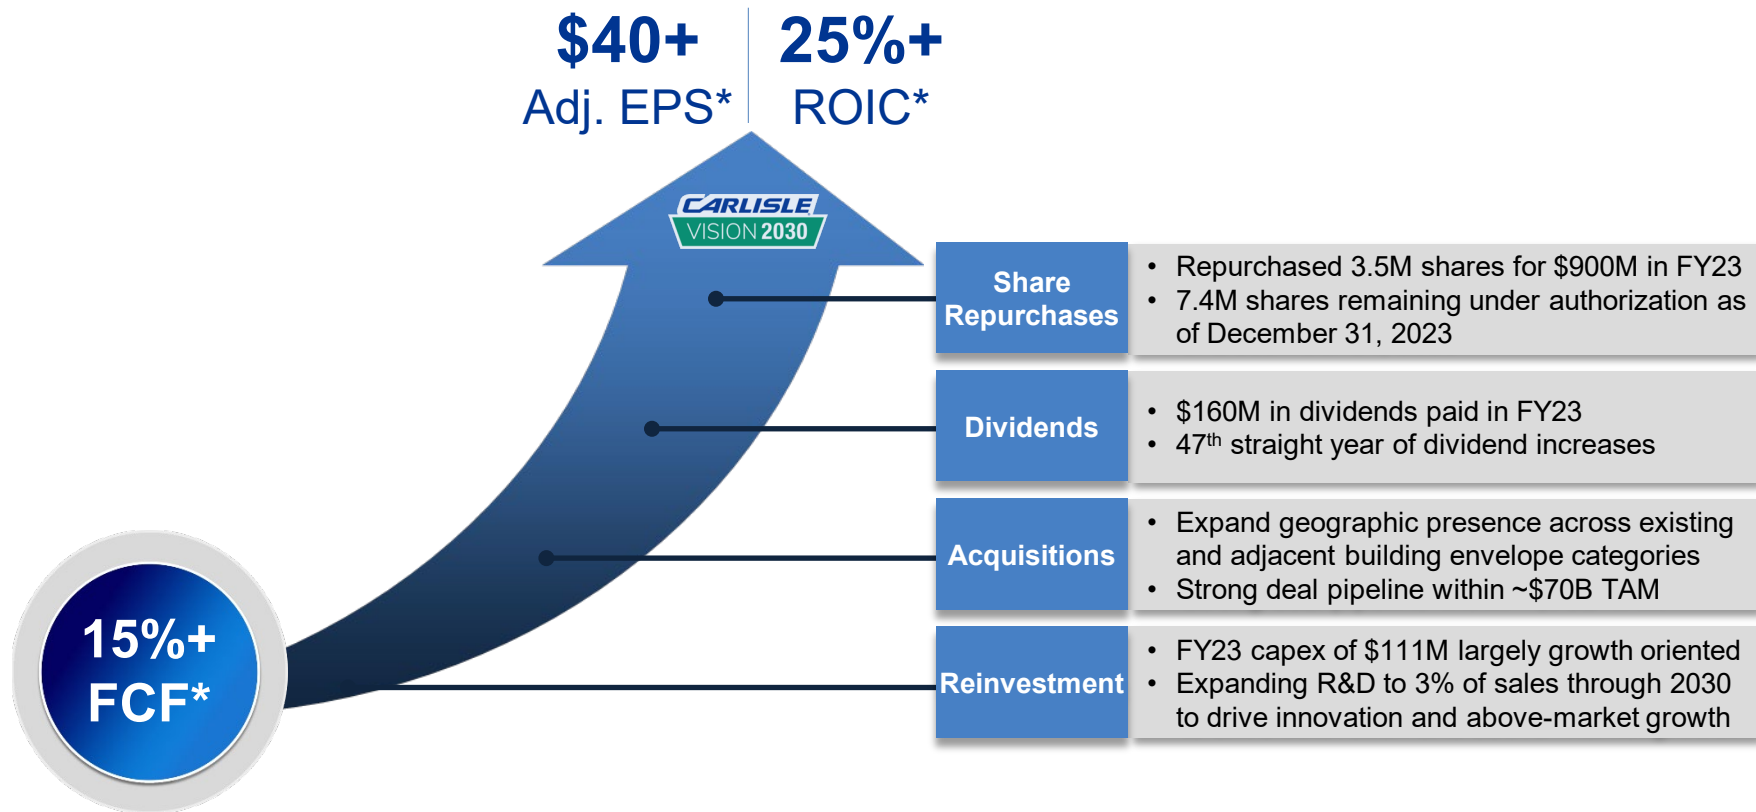 $40+
Adj. EPS*
25%+
ROIC*
CARLISLE
VISION 2030
Share
Repurchases
• Repurchased 3.5M shares for $900M in FY23
• 7.4M shares remaining under authorization as
of December 31, 2023
Dividends
• $160M in dividends paid in FY23
• 47th straight year of dividend increases
Acquisitions
• Expand geographic presence across existing
and adjacent building envelope categories
• Strong deal pipeline within ~$70B TAM
Reinvestment
• FY23 capex of $111M largely growth oriented
• Expanding R&D to 3% of sales through 2030
to drive innovation and above-market growth
15%+
FCF*